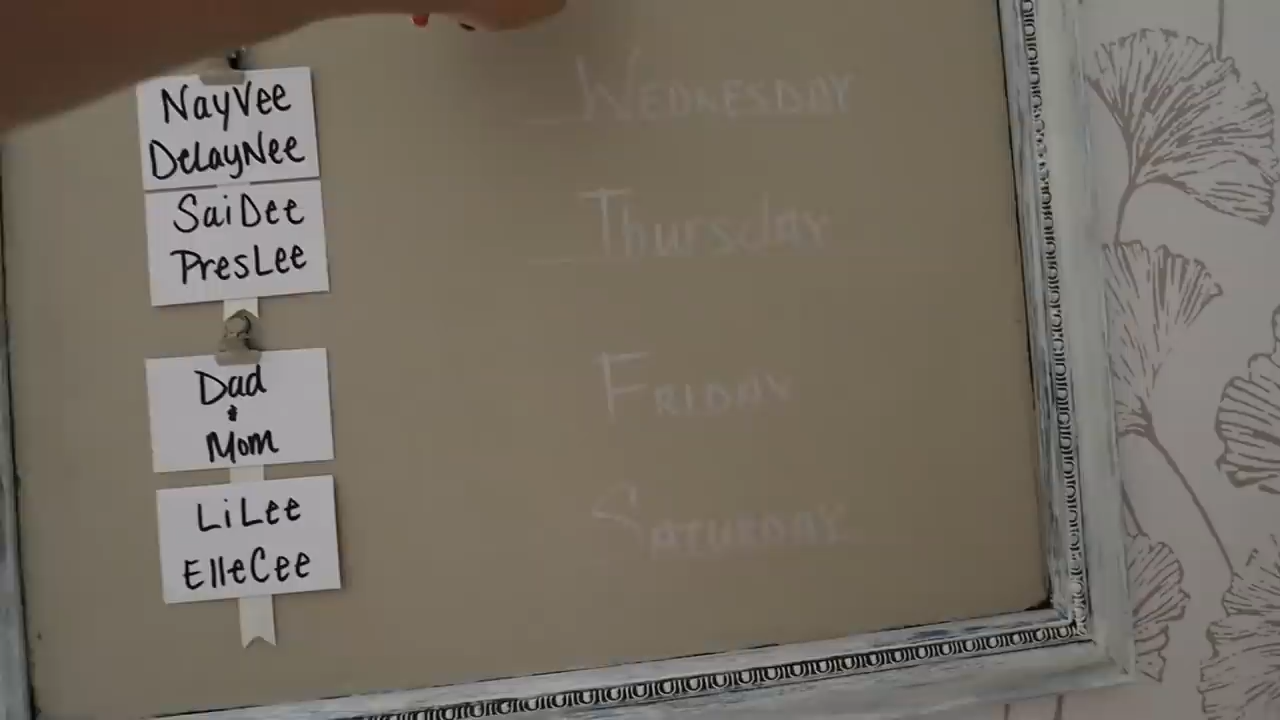 NayVee
DeLayNee
SaiDee
PresLee
Dad
&
Mom
LiLee
ElleCee
Wednesday
Thursday
Friday
Saturday